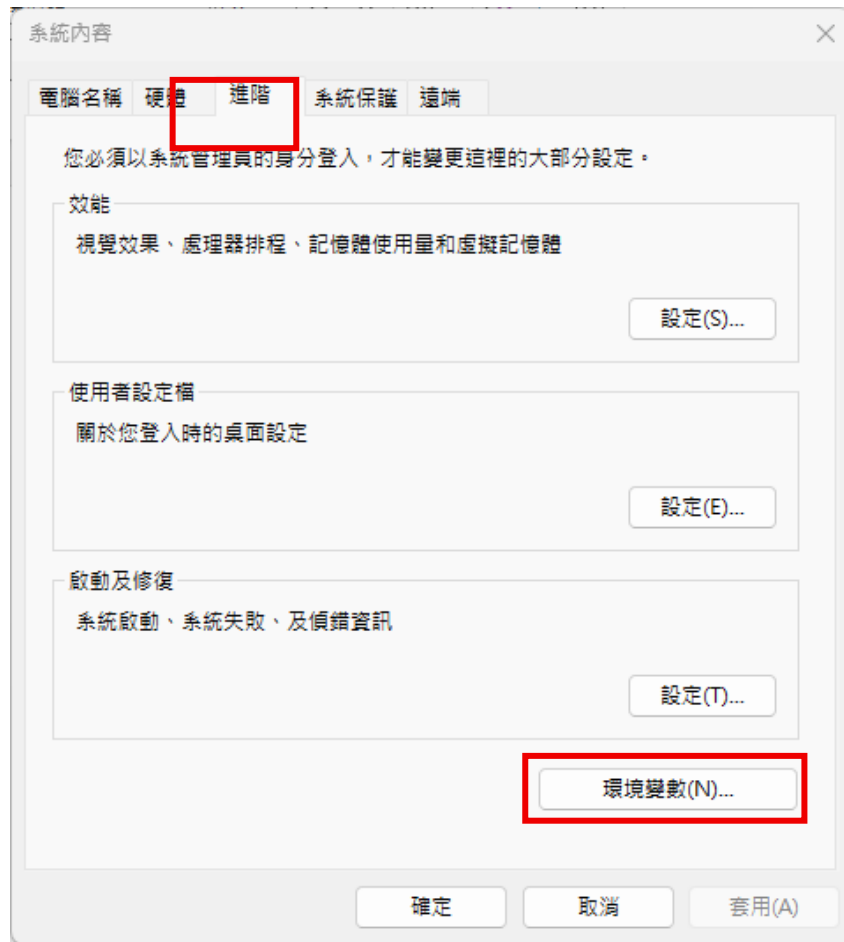 系統內容
電腦名稱 硬體 進階 系統保護 遠端
您必須以系統管理員的身分登入，才能變更這裡的大部分設定。
效能
視覺效果、處理器排程、記憶體使用量和虛擬記憶體
設定(S)...
使用者設定檔
關於您登入時的桌面設定
設定(E)...
啟動及修復
系統啟動、系統失敗、及偵錯資訊
設定(T)...
環境變數(N)...
確定 取消 套用(A)